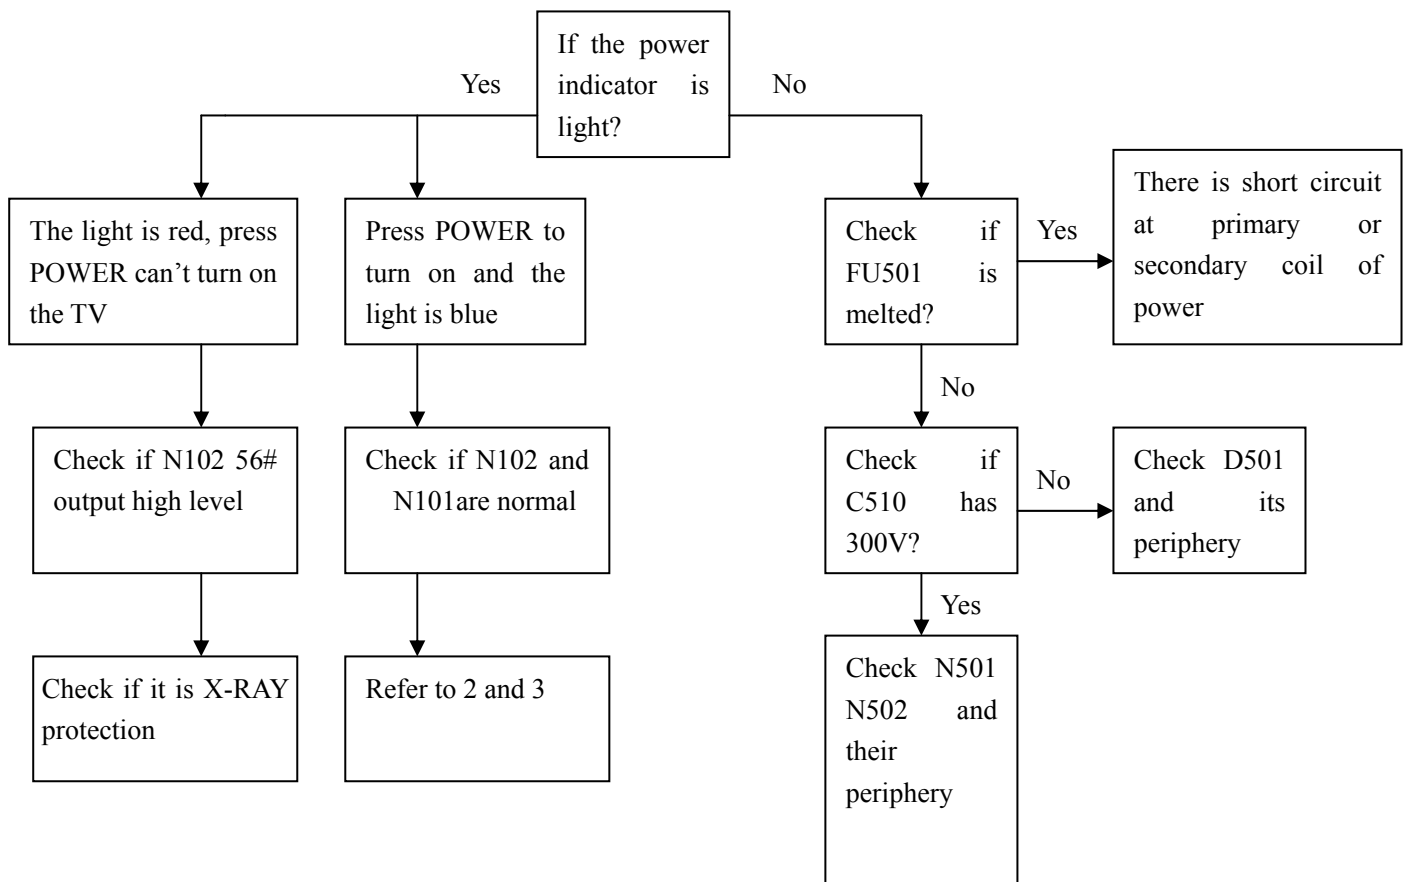 If the power
indicator is
light?
Yes
No
The light is red, press
POWER can’t turn on
the TV
Press POWER to
turn on and the
light is blue
Check if
FU501 is
melted?
Yes
There is short circuit
at primary or
secondary coil of
power
No
Check if N102 56#
output high level
Check if N102 and
N101are normal
Check if
C510 has
300V?
No
Check D501
and its
periphery
Yes
Check if it is X-RAY
protection
Refer to 2 and 3
Check N501
N502 and
their
periphery